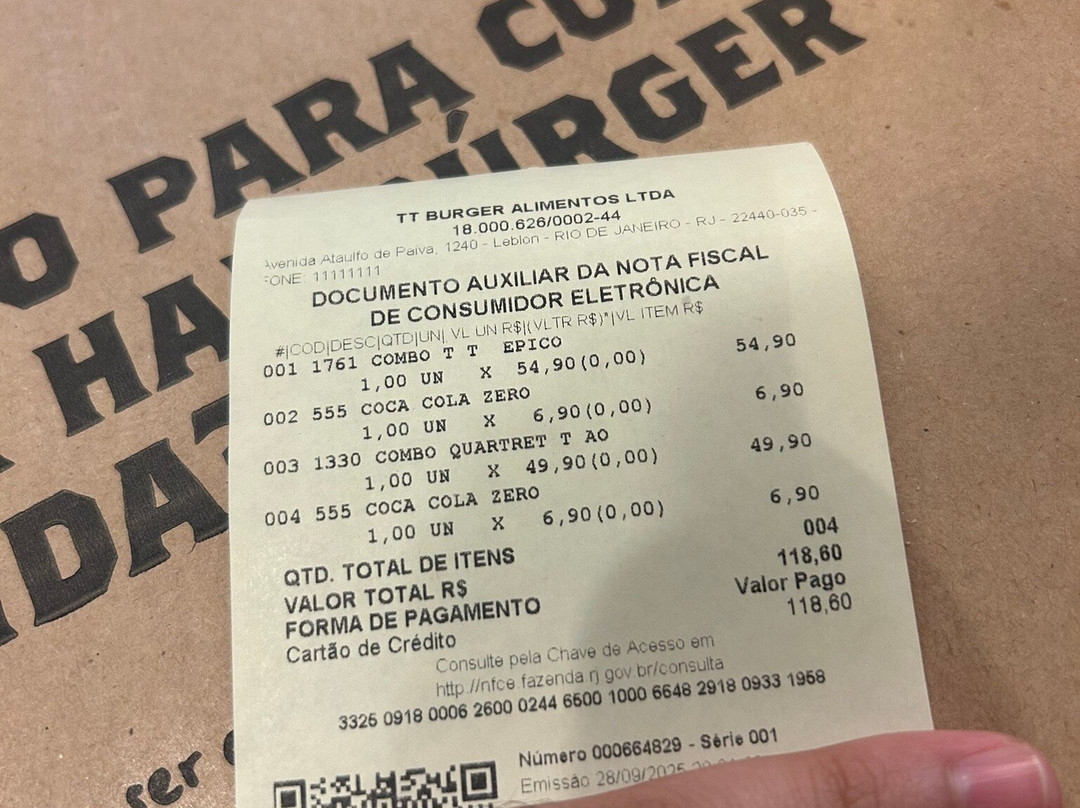 PARA
ÚRGER
TT BURGER ALIMENTOS LTDA
18.000.626/0002-44
Avenida Ataulfo de Paiva, 1240 - Leblon - RIO DE JANEIRO - RJ - 22440-035 -
FONE: 11111111
DOCUMENTO AUXILIAR DA NOTA FISCAL
DE CONSUMIDOR ELETRÔNICA
#|COD|DESC|QTD|UN| VL UN R$|(VLTR R$)*|VL ITEM R$
001 1761 COMBO T T EPICO 54,90
1,00 UN X 54,90(0,00)
002 555 COCA COLA ZERO 6,90
1,00 UN X 6,90(0,00)
003 1330 COMBO QUARTRET T AO 49,90
1,00 UN X 49,90(0,00)
004 555 COCA COLA ZERO 6,90
1,00 UN X 6,90(0,00)
QTD. TOTAL DE ITENS 004
VALOR TOTAL R$ 118,60
FORMA DE PAGAMENTO Valor Pago
Cartão de Crédito 118,60
Consulte pela Chave de Acesso em
http://nfce.fazenda.rj.gov.br/consulta
3325 0918 0006 2600 0244 6500 1000 6648 2918 0933 1958
Número 000664829 - Série 001
Emissão 28/09/2025
ser